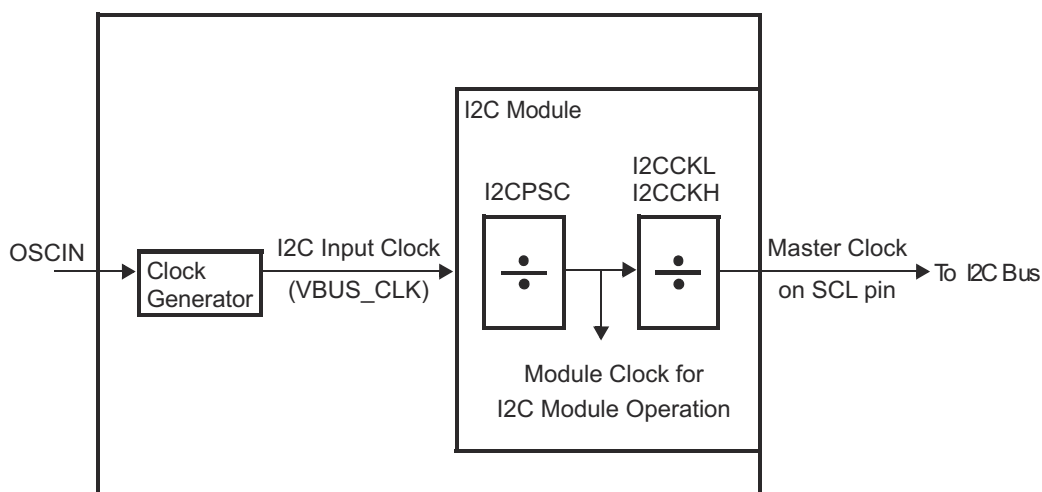 I2C Module
I2CCKL
I2CPSC
I2CCKH
OSCIN
Clock
Generator
I2C Input Clock
(VBUS_CLK)
÷
÷
Master Clock
on SCL pin
To I2C Bus
Module Clock for
I2C Module Operation